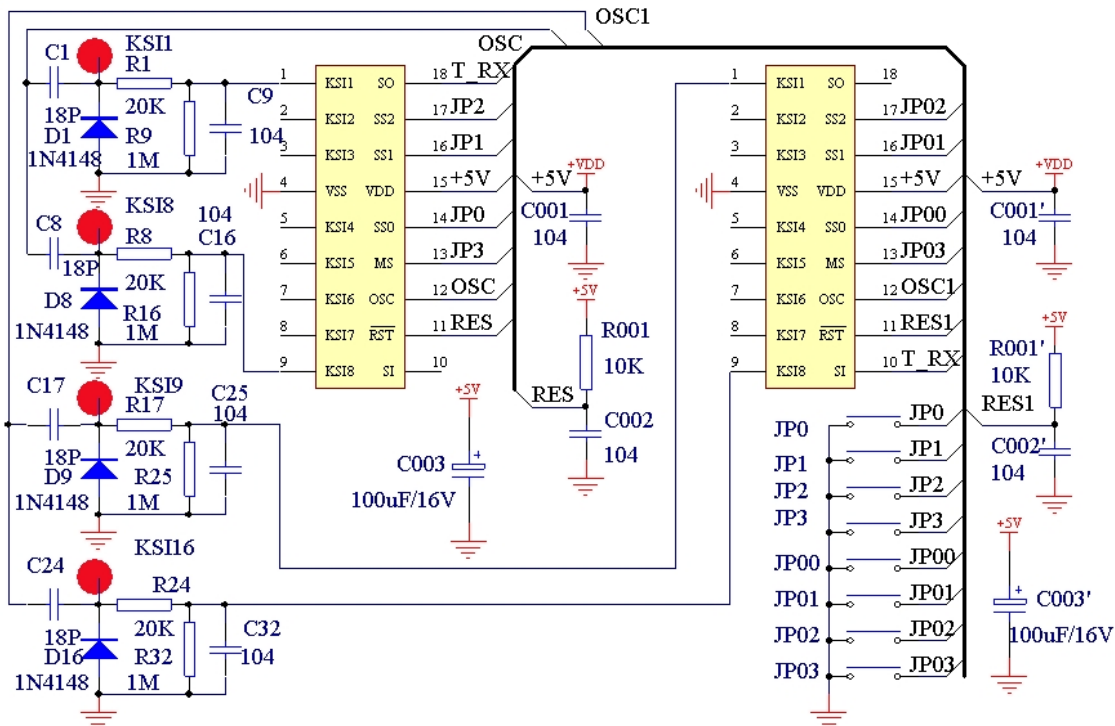 OSC1
OSC
C1
KSI1
R1
C9
18P
20K
104
D1
R9
1N4148
1M
KSI8
104
C8
R8
C16
18P
20K
D8
R16
1N4148
1M
C17
KSI9
R17
C25
104
18P
20K
D9
R25
1N4148
1M
KSI16
C24
R24
18P
20K
C32
D16
R32
104
1N4148
1M
1 KSI1 SO 18 T_RX
2 KSI2 SS2 17 JP2
3 KSI3 SS1 16 JP1
4 VSS VDD 15 +5V
5 KSI4 SS0 14 JP0
6 KSI5 MS 13 JP3
7 KSI6 OSC 12 OSC
8 KSI7 RST 11 RES
9 KSI8 SI 10
+VDD
+5V
C001
104
+5V
R001
10K
RES
C002
104
+5V
+
C003
100uF/16V
1 KSI1 SO 18
2 KSI2 SS2 17 JP02
3 KSI3 SS1 16 JP01
4 VSS VDD 15 +5V
5 KSI4 SS0 14 JP00
6 KSI5 MS 13 JP03
7 KSI6 OSC 12 OSC1
8 KSI7 RST 11 RES1
9 KSI8 SI 10 T_RX
+VDD
+5V
C001'
104
+5V
R001'
10K
RES1
C002'
104
JP0 JP0
JP1 JP1
JP2 JP2
JP3 JP3
JP00 JP00
JP01 JP01
JP02 JP02
JP03 JP03
+5V
+
C003'
100uF/16V